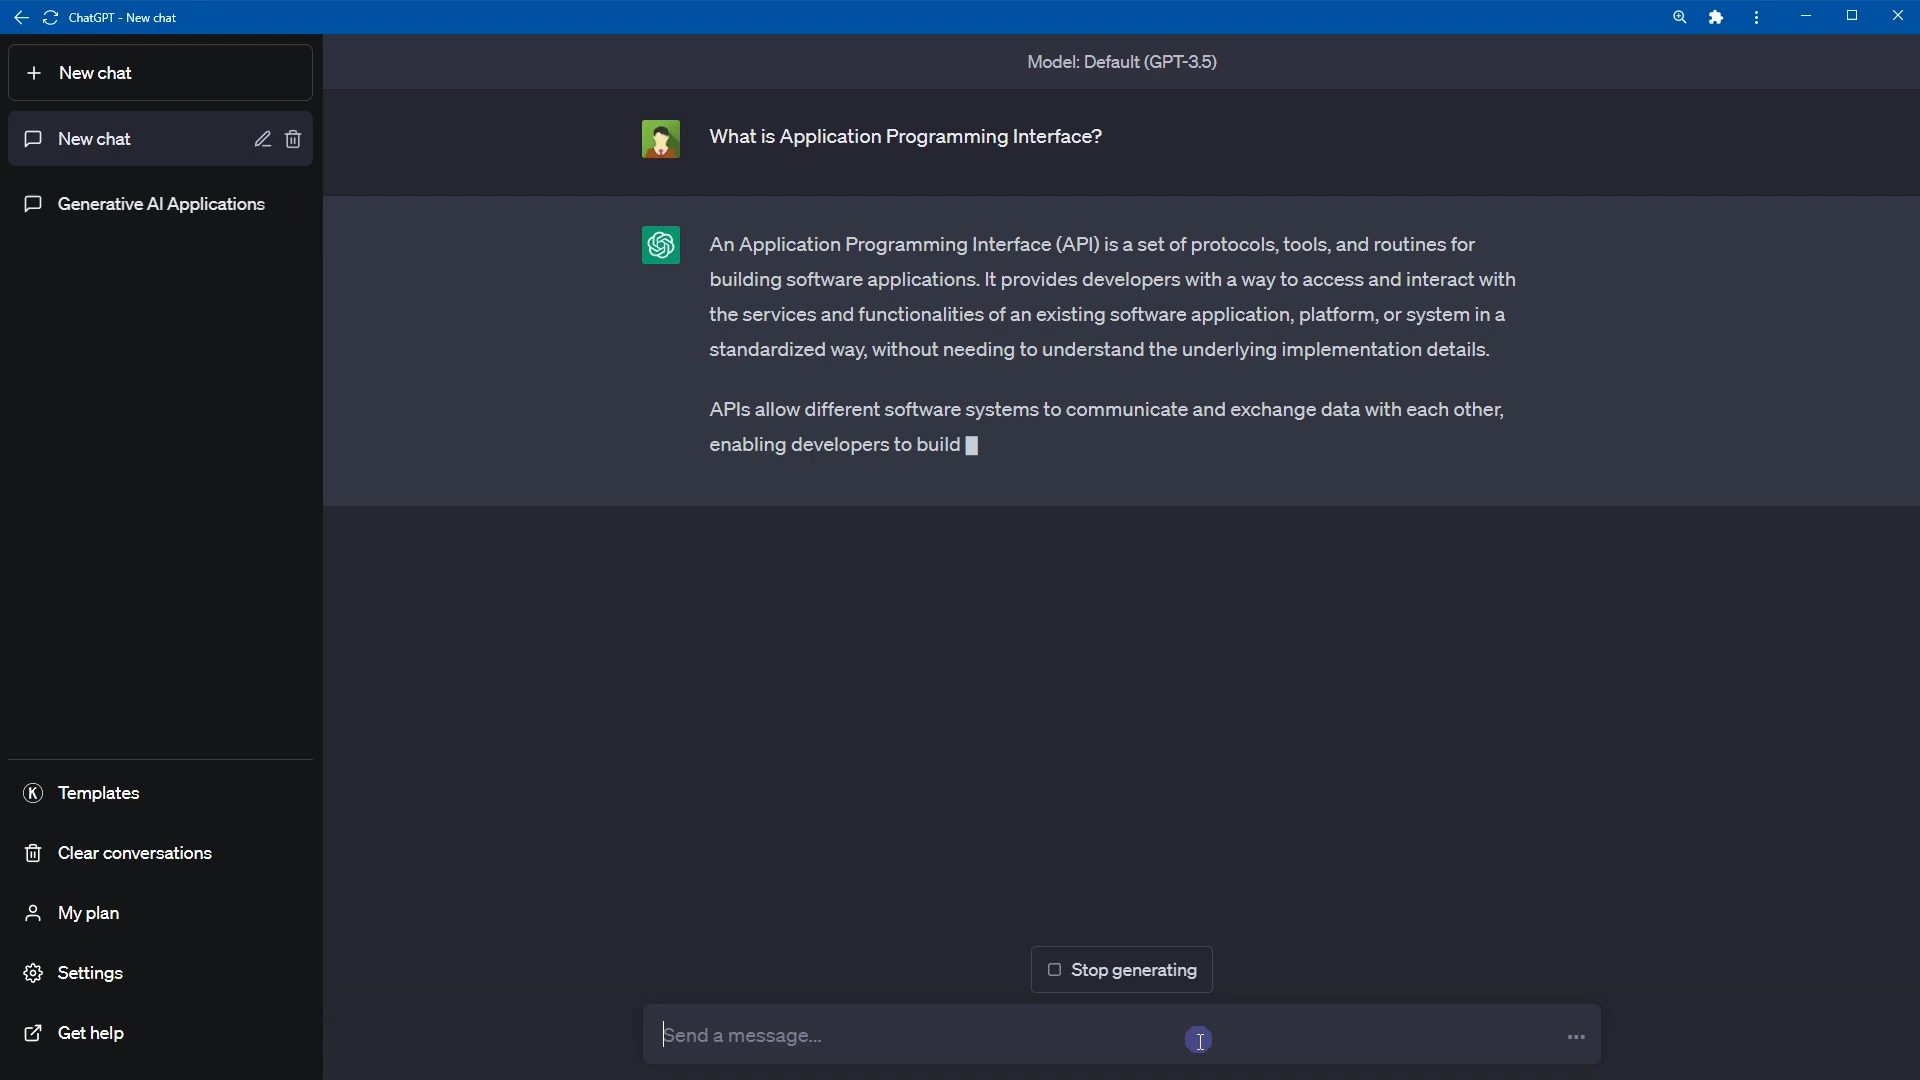 ChatGPT - New chat
New chat
New chat
Generative AI Applications
Templates
Clear conversations
My plan
Settings
Get help
Model: Default (GPT-3.5)
What is Application Programming Interface?
An Application Programming Interface (API) is a set of protocols, tools, and routines for
building software applications. It provides developers with a way to access and interact with
the services and functionalities of an existing software application, platform, or system in a
standardized way, without needing to understand the underlying implementation details.
APIs allow different software systems to communicate and exchange data with each other,
enabling developers to build
Stop generating
Send a message...